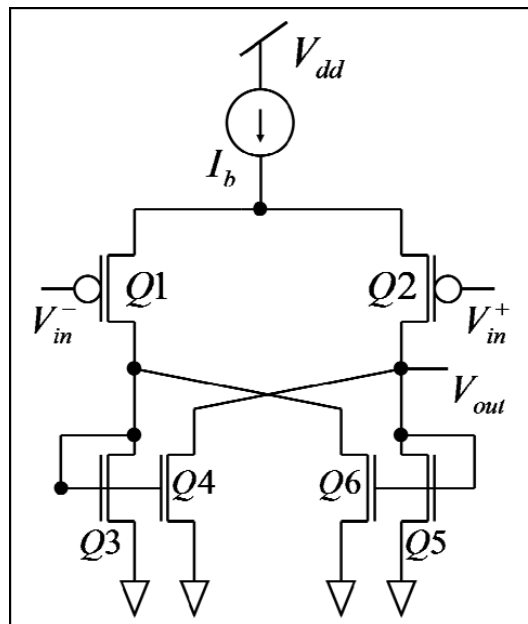 V_dd
I_b
Q1 Q2
V_in^- V_in^+
V_out
Q4 Q6
Q3 Q5